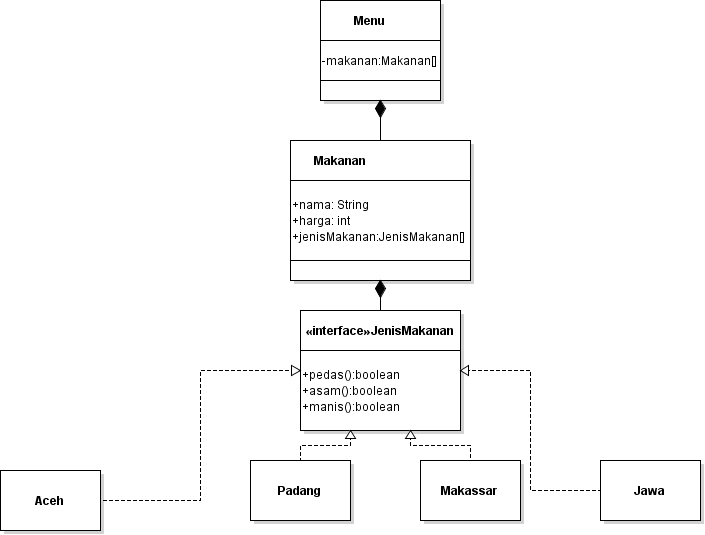 Menu
-makanan:Makanan[]
Makanan
+nama: String
+harga: int
+jenisMakanan:JenisMakanan[]
«interface»JenisMakanan
+pedas():boolean
+asam():boolean
+manis():boolean
Aceh
Padang
Makassar
Jawa